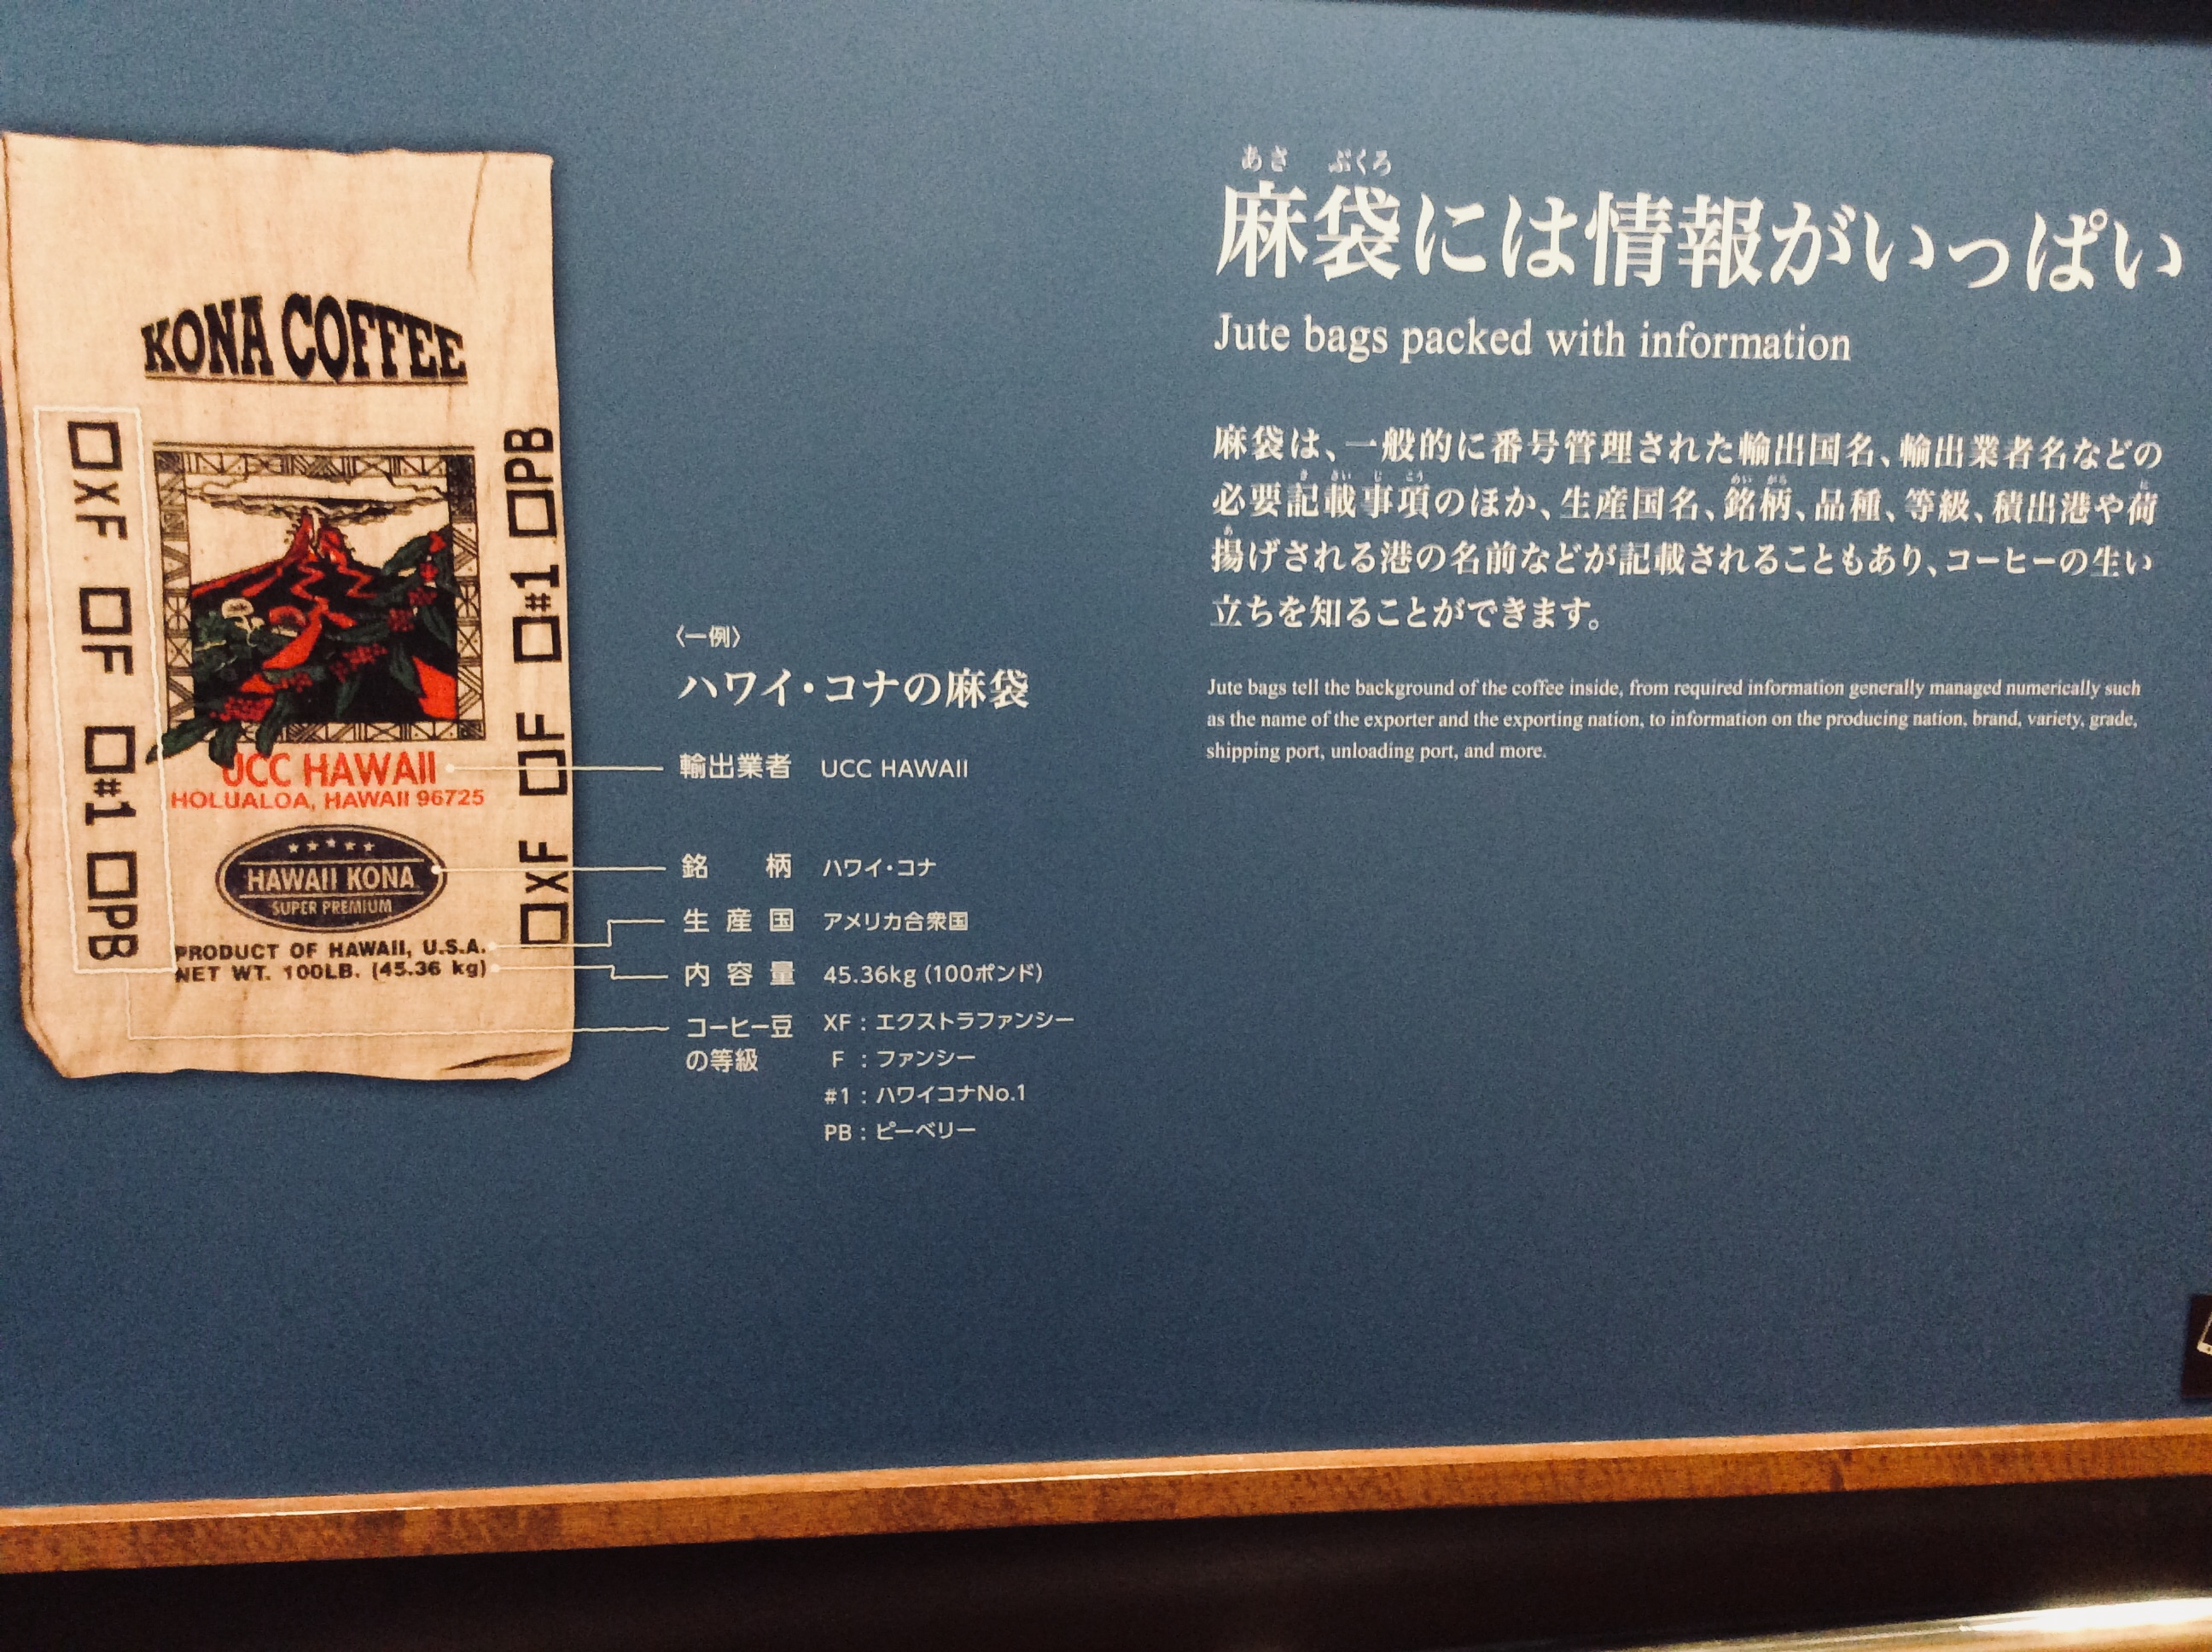 KONA COFFEE
XF F #1 PB
XF F #1 PB
UCC HAWAII
HOLUALOA, HAWAII 96725
HAWAII KONA
SUPER PREMIUM
PRODUCT OF HAWAII, U.S.A.
NET WT. 100LB. (45.36 kg)
〈一例〉
ハワイ・コナの麻袋
輸出業者 UCC HAWAII
銘柄 ハワイ・コナ
生産国 アメリカ合衆国
内容量 45.36kg (100ポンド)
コーヒー豆 XF : エクストラファンシー
の等級 F : ファンシー
#1 : ハワイコナNo.1
PB : ピーベリー
あさ ぶくろ
麻袋には情報がいっぱい
Jute bags packed with information
麻袋は、一般的に番号管理された輸出国名、輸出業者名などの
き さい じ こう めい がら に
必要記載事項のほか、生産国名、銘柄、品種、等級、積出港や荷
あ
揚げされる港の名前などが記載されることもあり、コーヒーの生い
立ちを知ることができます。
Jute bags tell the background of the coffee inside, from required information generally managed numerically such
as the name of the exporter and the exporting nation, to information on the producing nation, brand, variety, grade,
shipping port, unloading port, and more.